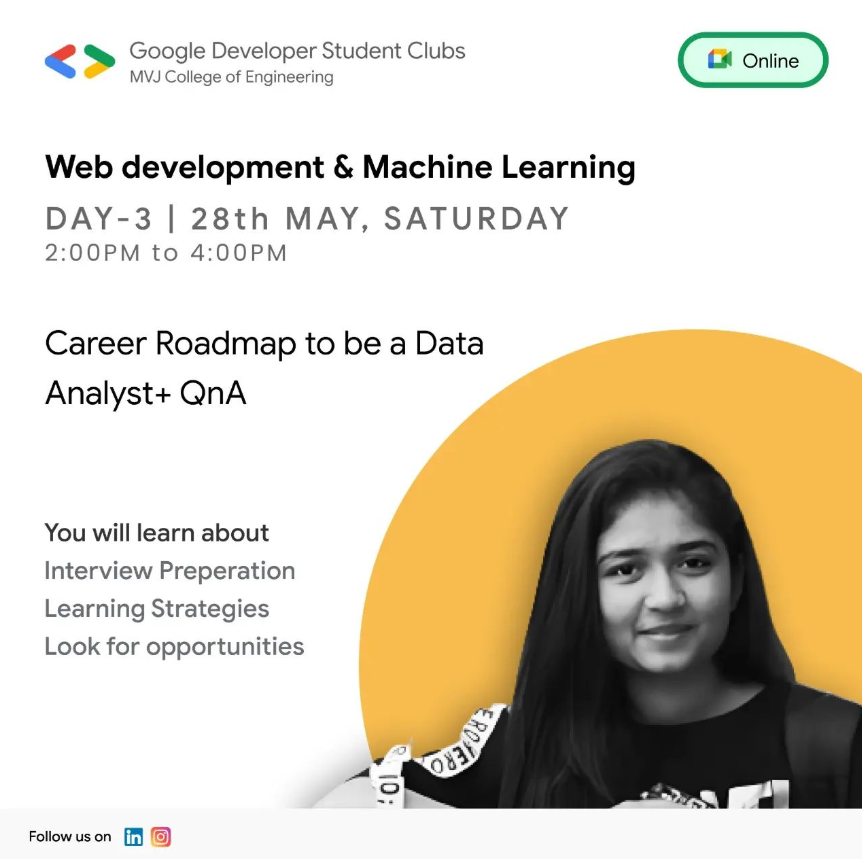 Google Developer Student Clubs
MVJ College of Engineering
Online
Web development & Machine Learning
DAY-3 | 28th MAY, SATURDAY
2:00PM to 4:00PM
Career Roadmap to be a Data
Analyst+ QnA
You will learn about
Interview Preperation
Learning Strategies
Look for opportunities
Follow us on